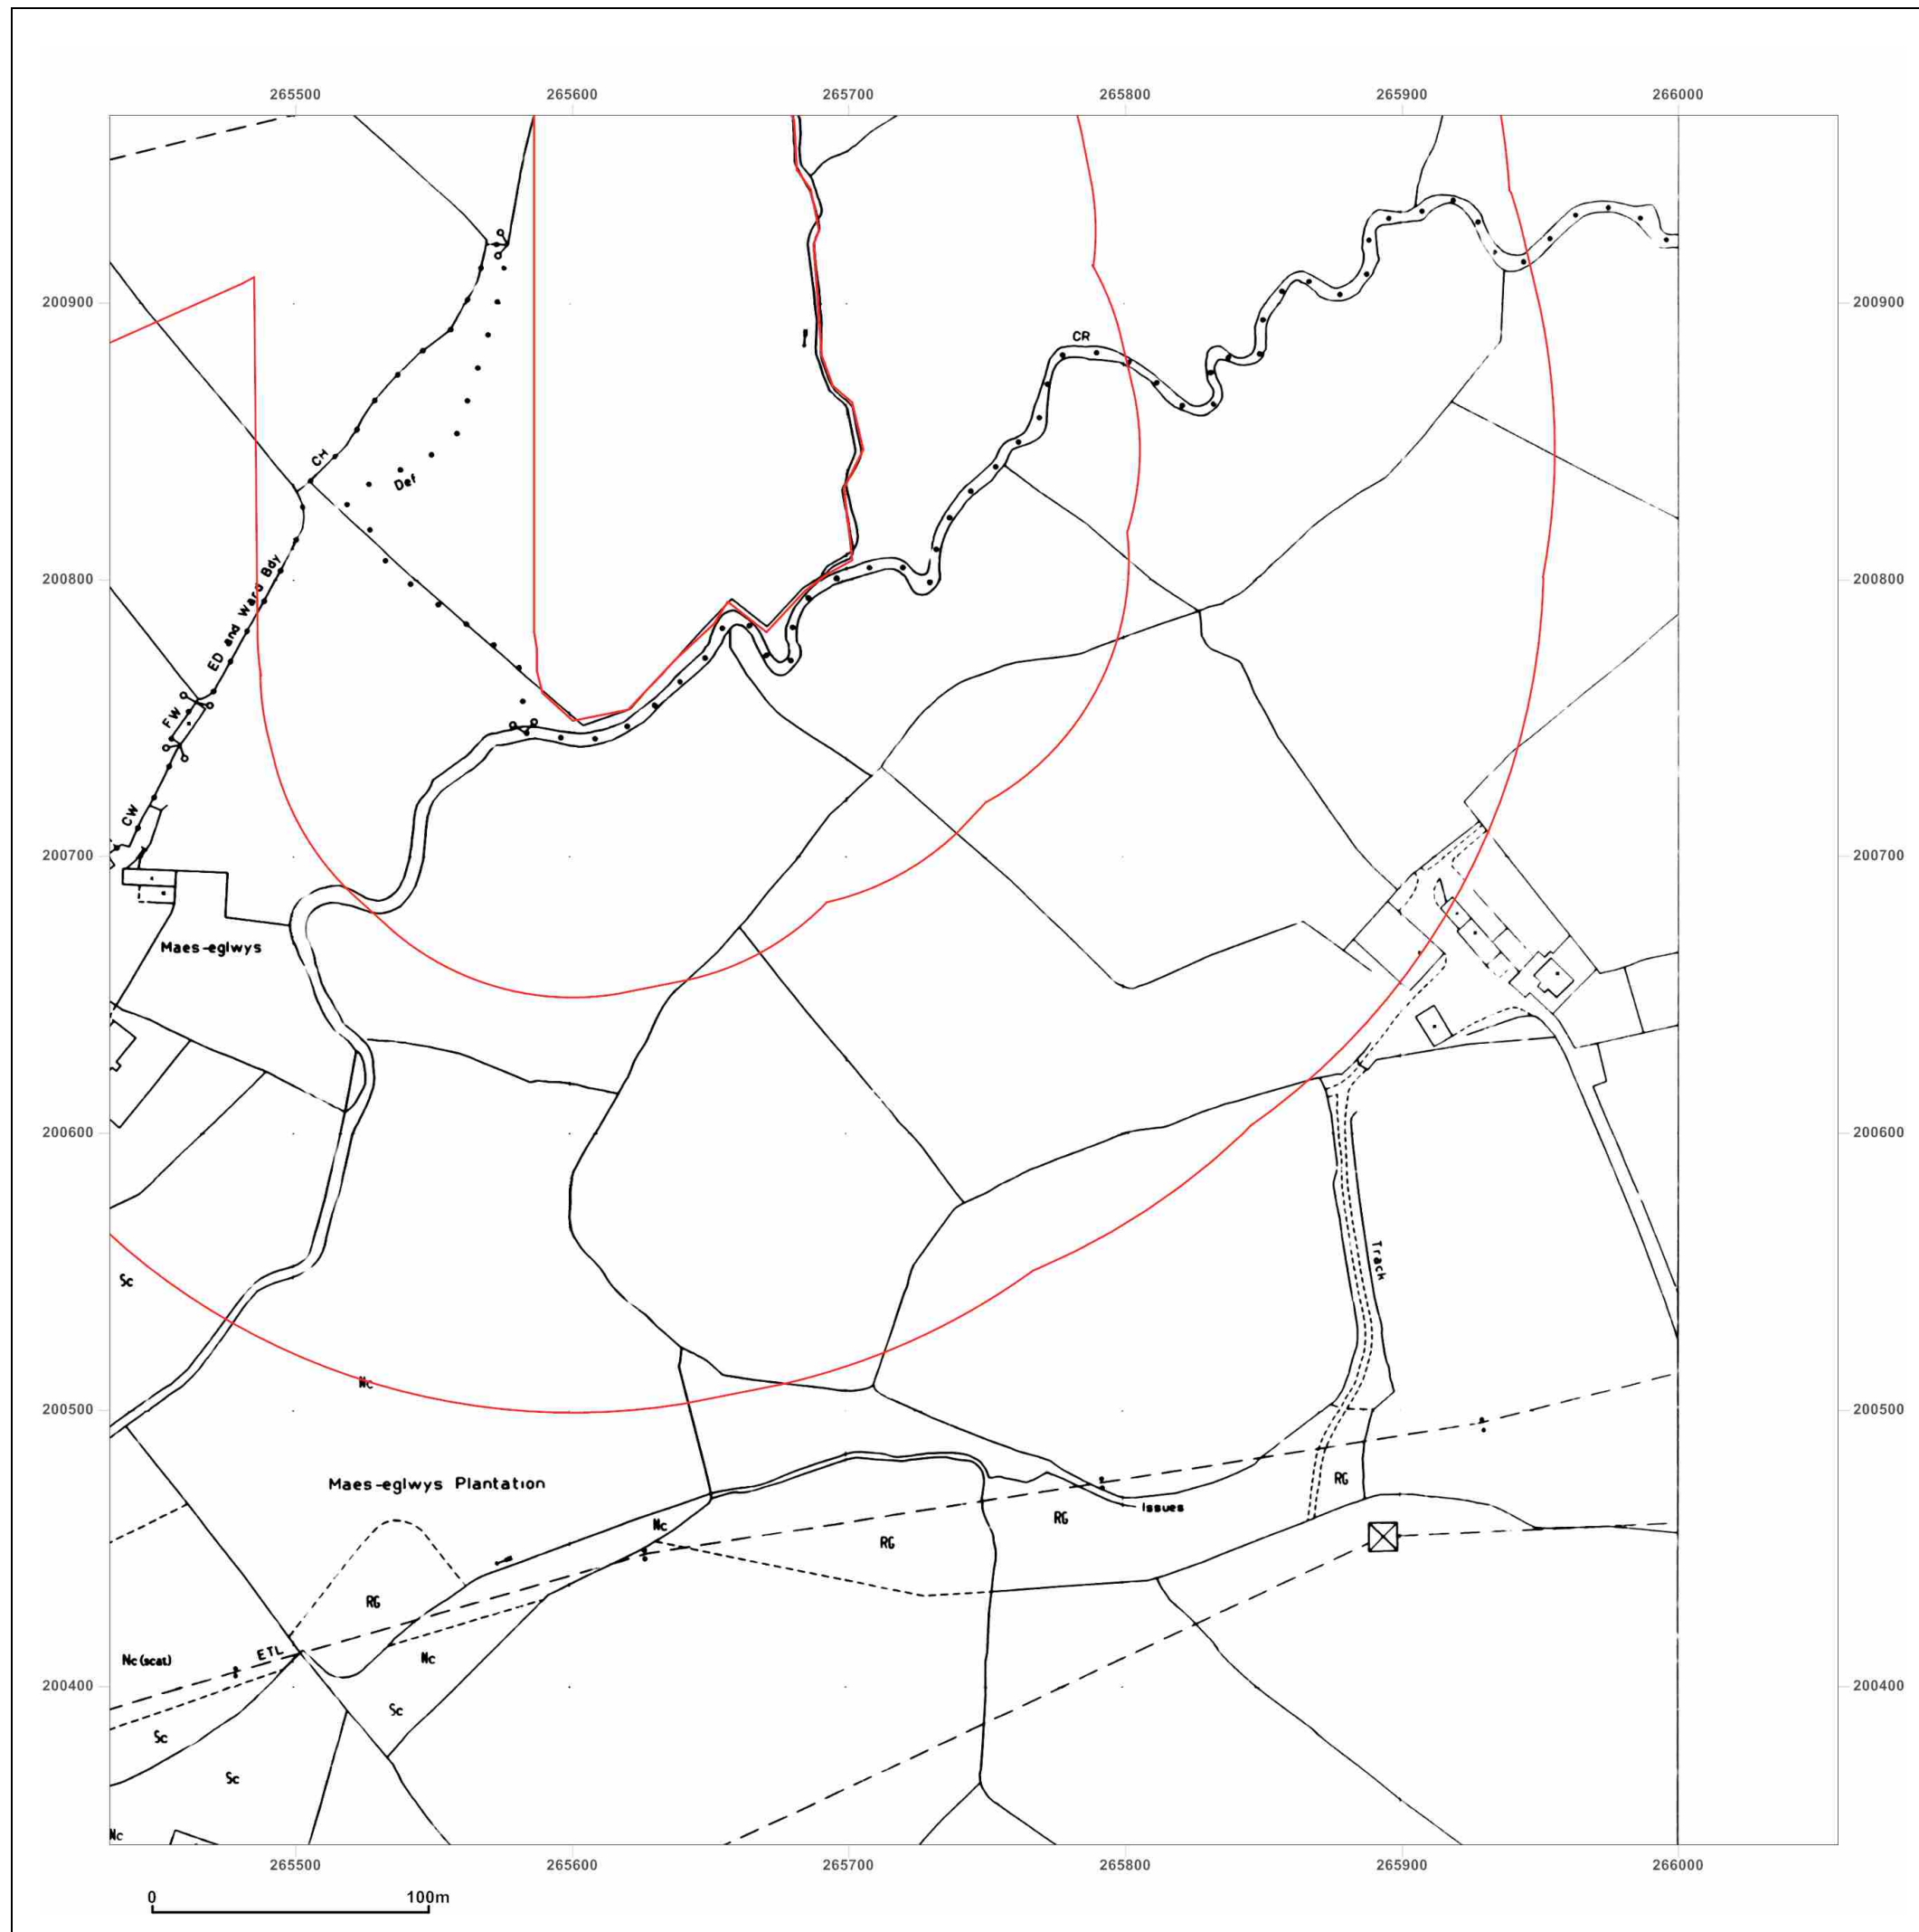 265500 265600 265700 265800 265900 266000
200900 200900
CR
CH
Def
200800 200800
ED and Ward Bdy
FW
CW
200700 200700
Maes-eglwys
200600 200600
Track
Sc
Nc
200500 200500
Maes-eglwys Plantation
RG
Issues
Nc
RG
RG
RG
ETL
Nc (scat)
Nc
200400 200400
Sc
Sc
Sc
Nc
265500 265600 265700 265800 265900 266000
0 100m